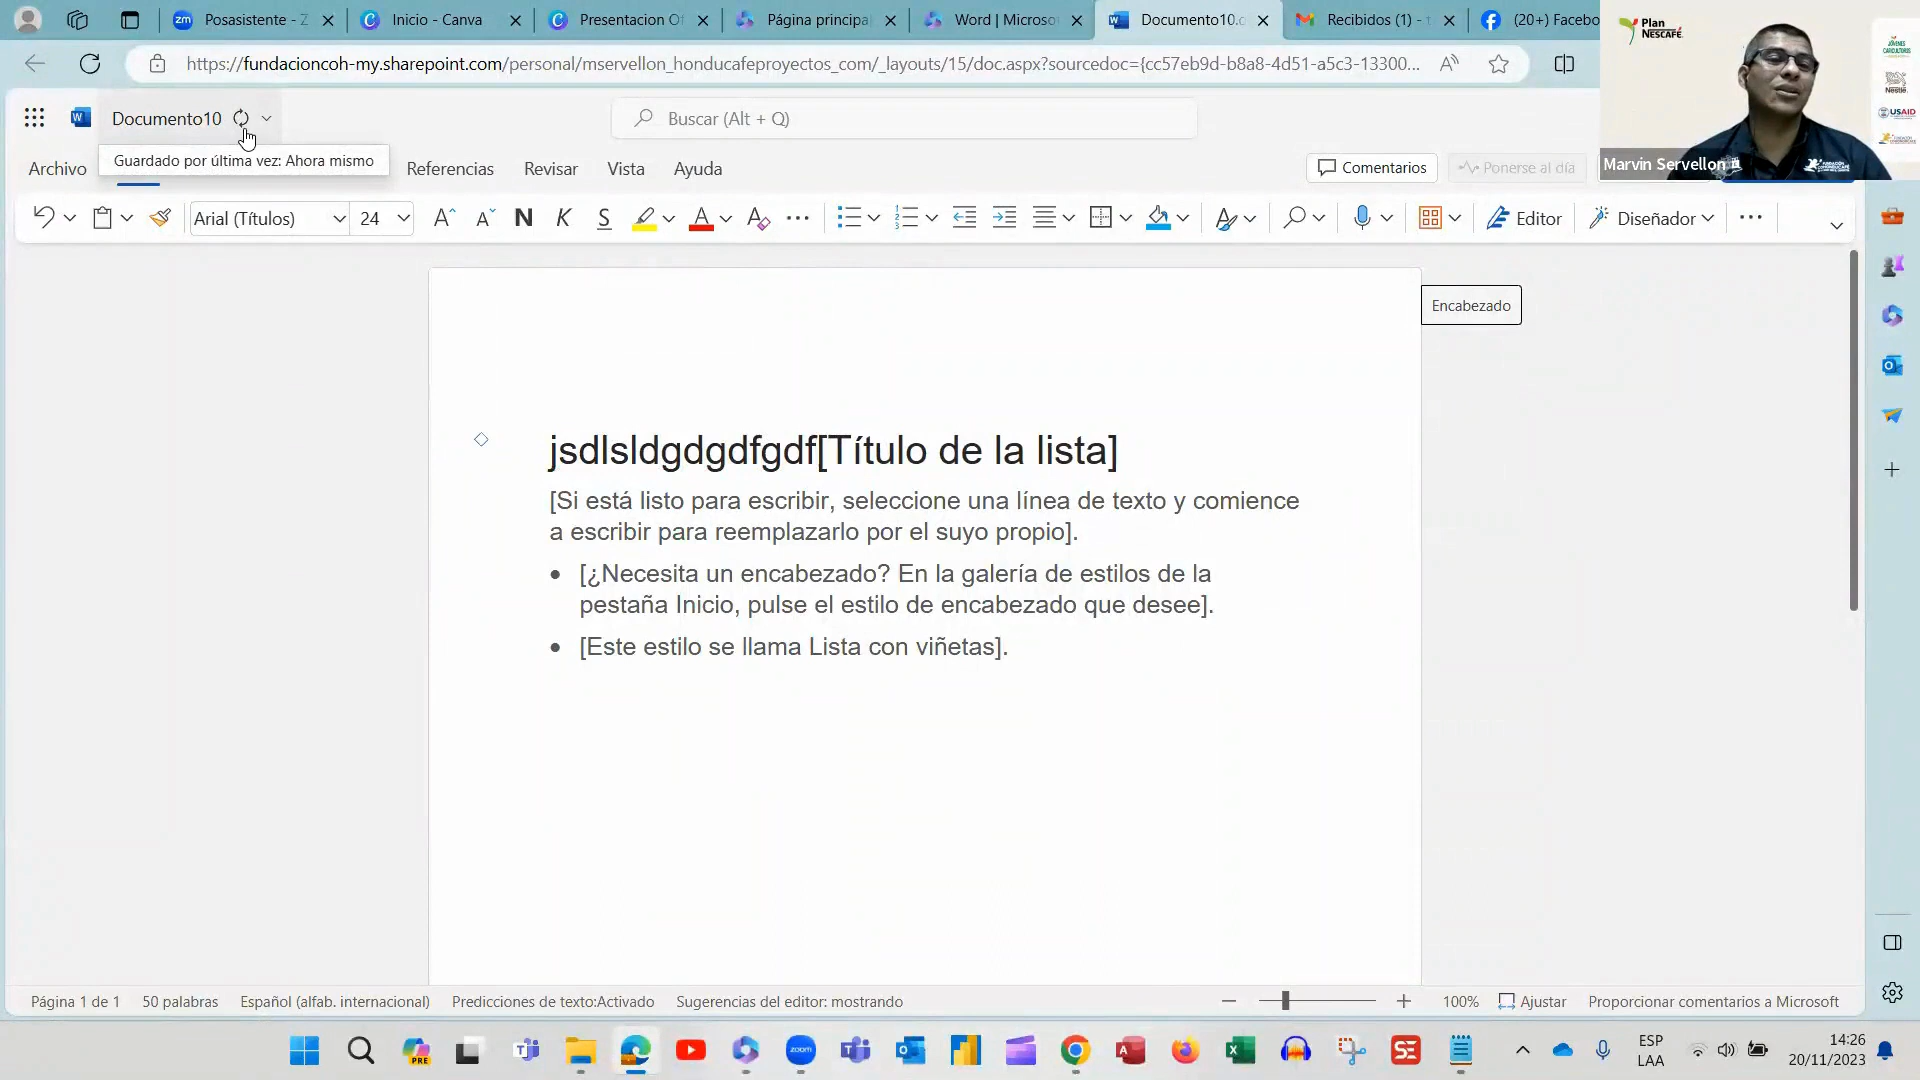 Posasistente - Z
Inicio - Canva
Presentacion Of
Página principal
Word | Microso
Documento10.
Recibidos (1) -
(20+) Facebo
https://fundacioncoh-my.sharepoint.com/personal/mservellon_honducafeproyectos_com/_layouts/15/doc.aspx?sourcedoc={cc57eb9d-b8a8-4d51-a5c3-13300...
Plan
NESCAFÉ.
Nestlé.
USAID
Documento10
Buscar (Alt + Q)
Guardado por última vez: Ahora mismo
Marvin Servellon
Archivo
Referencias
Revisar
Vista
Ayuda
Comentarios
Ponerse al día
Arial (Títulos)
24
N K S
Editor
Diseñador
Encabezado
jsdlsldgdgdfgdf[Título de la lista]
[Si está listo para escribir, seleccione una línea de texto y comience
a escribir para reemplazarlo por el suyo propio].
• [¿Necesita un encabezado? En la galería de estilos de la
pestaña Inicio, pulse el estilo de encabezado que desee].
• [Este estilo se llama Lista con viñetas].
Página 1 de 1
50 palabras
Español (alfab. internacional)
Predicciones de texto:Activado
Sugerencias del editor: mostrando
100%
Ajustar
Proporcionar comentarios a Microsoft
PRE
zoom
SE
ESP
LAA
14:26
20/11/2023